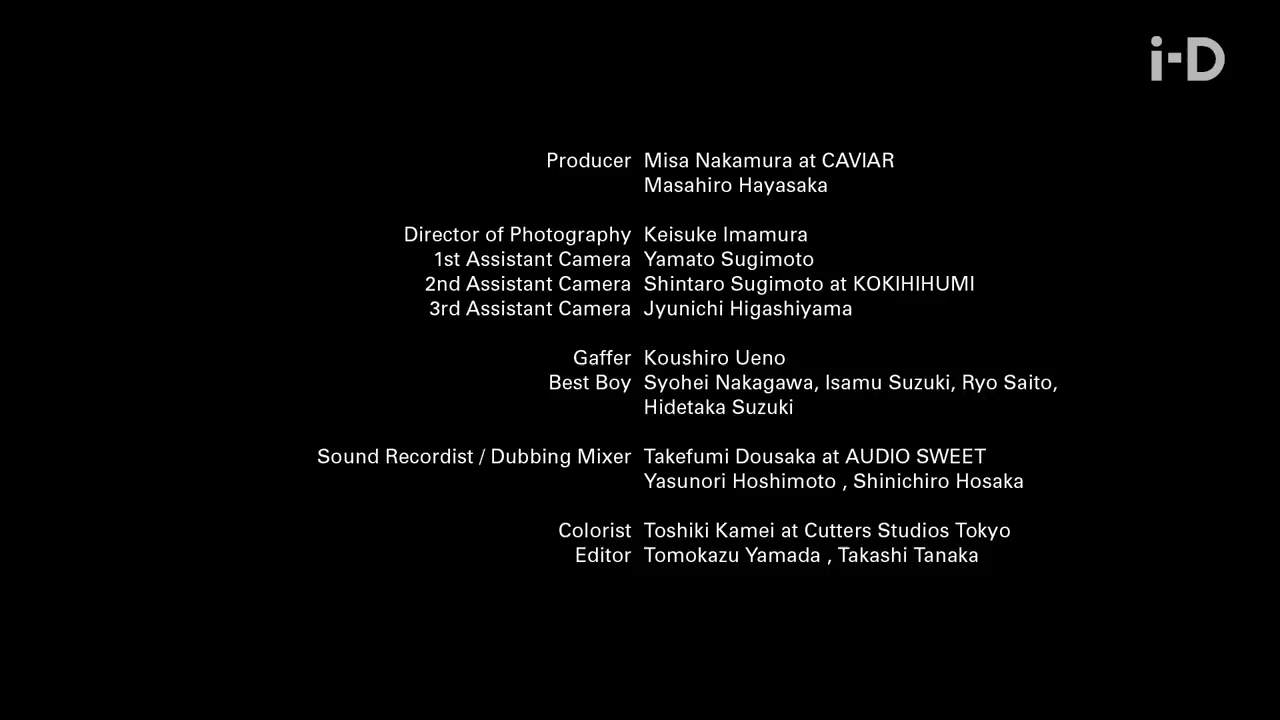 i-D
Producer Misa Nakamura at CAVIAR
Masahiro Hayasaka
Director of Photography Keisuke Imamura
1st Assistant Camera Yamato Sugimoto
2nd Assistant Camera Shintaro Sugimoto at KOKIHIHUMI
3rd Assistant Camera Jyunichi Higashiyama
Gaffer Koushiro Ueno
Best Boy Syohei Nakagawa, Isamu Suzuki, Ryo Saito,
Hidetaka Suzuki
Sound Recordist / Dubbing Mixer Takefumi Dousaka at AUDIO SWEET
Yasunori Hoshimoto , Shinichiro Hosaka
Colorist Toshiki Kamei at Cutters Studios Tokyo
Editor Tomokazu Yamada , Takashi Tanaka